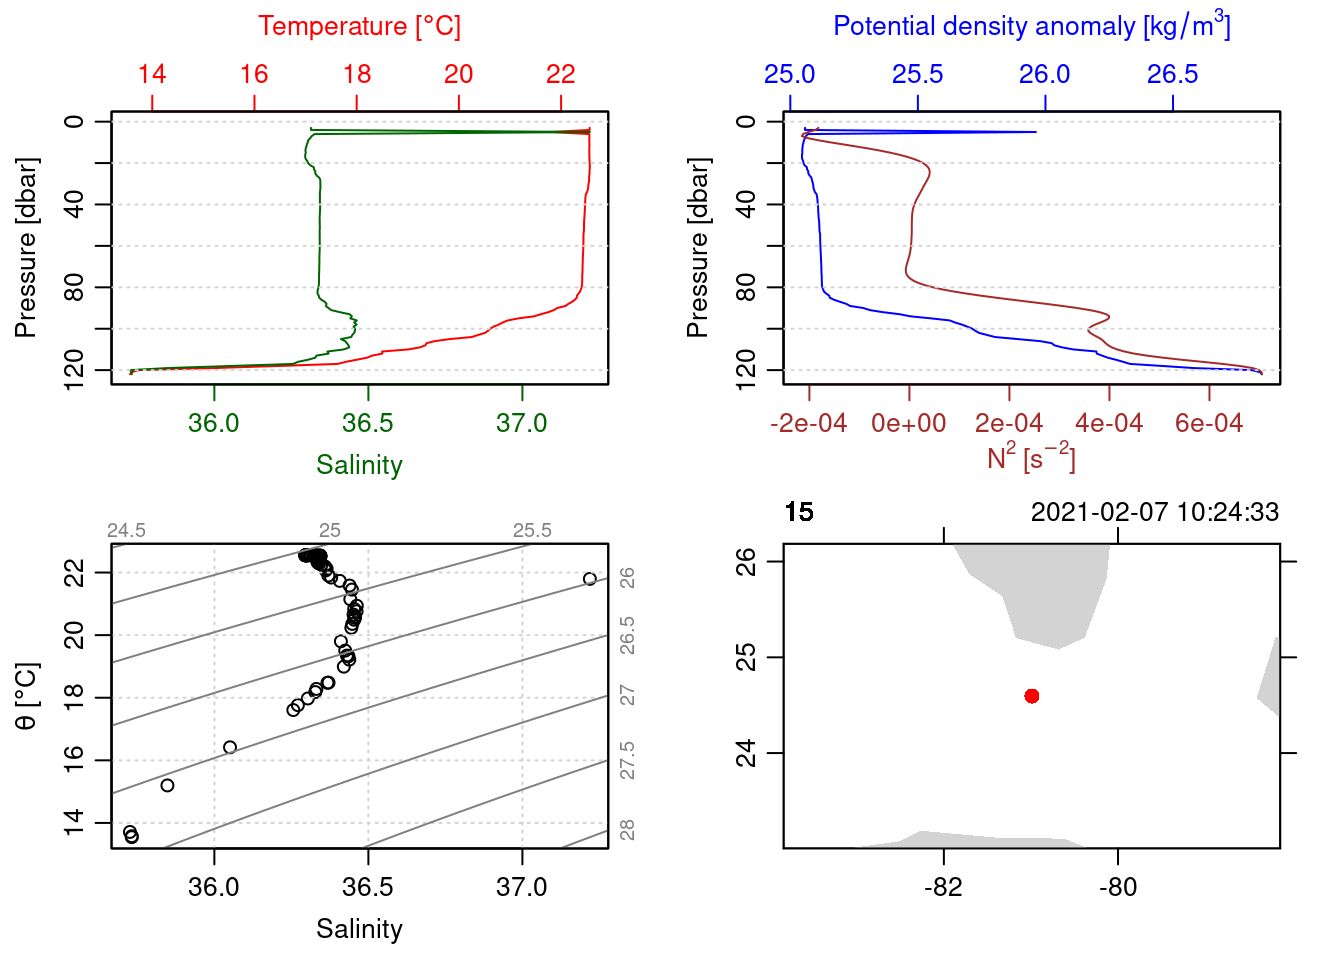 Temperature [°C]
14 16 18 20 22
Pressure [dbar]
0 40 80 120
36.0 36.5 37.0
Salinity
Potential density anomaly [kg/m³]
25.0 25.5 26.0 26.5
Pressure [dbar]
0 40 80 120
-2e-04 0e+00 2e-04 4e-04 6e-04
N² [s⁻²]
24.5 25 25.5
26 26.5 27 27.5 28
θ [°C]
22 20 18 16 14
36.0 36.5 37.0
Salinity
15 2021-02-07 10:24:33
26 25 24
-82 -80